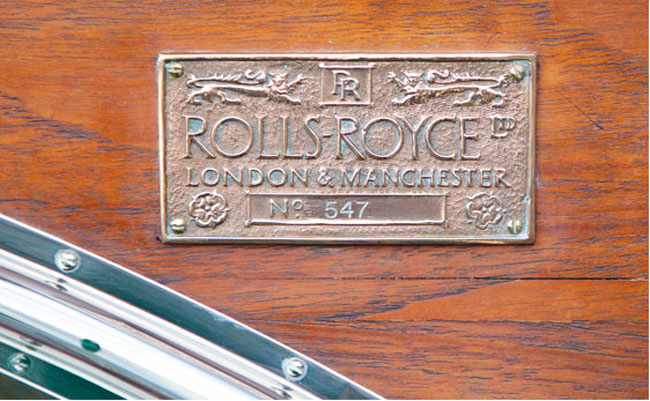 RR
ROLLS-ROYCE LTD
LONDON & MANCHESTER
No. 547